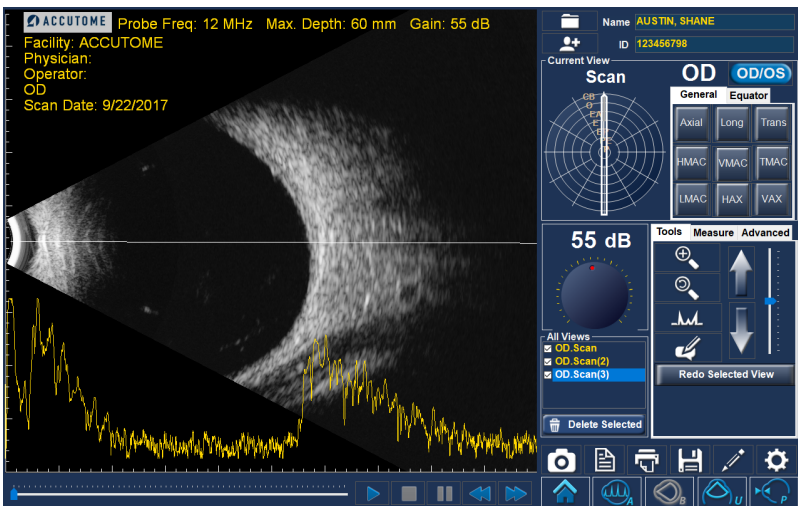 ACCUTOME Probe Freq: 12 MHz Max. Depth: 60 mm Gain: 55 dB
Facility: ACCUTOME
Physician:
Operator:
OD
Scan Date: 9/22/2017
Name AUSTIN, SHANE
ID 123456798
Current View
Scan OD OD/OS
General Equator
Axial Long Trans
HMAC VMAC TMAC
LMAC HAX VAX
55 dB
Tools Measure Advanced
All Views
OD.Scan
OD.Scan(2)
OD.Scan(3)
Redo Selected View
Delete Selected
A B U P